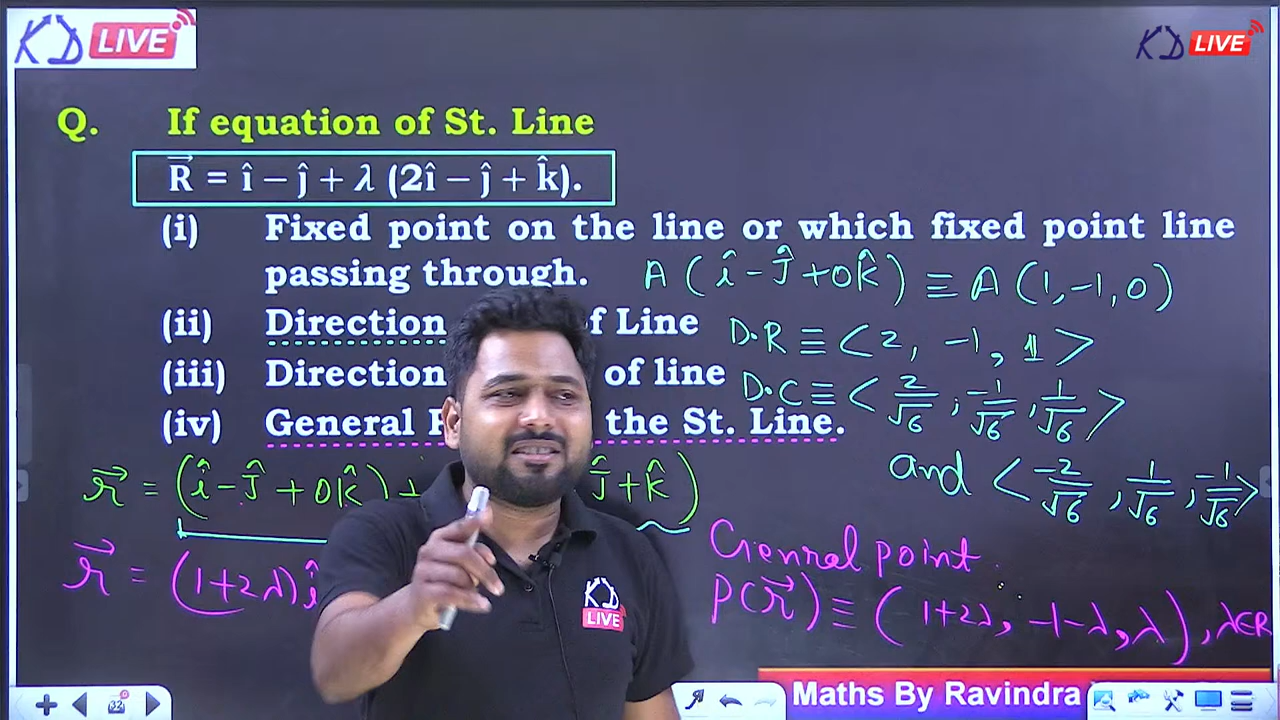 KD LIVE
KD LIVE
Q. If equation of St. Line
R⃗ = î – ĵ + λ (2î – ĵ + k̂).
(i) Fixed point on the line or which fixed point line
passing through. A (î - ĵ + 0k̂) ≡ A (1, -1, 0)
(ii) Direction of Line D.R ≡ < 2, -1, 1 >
(iii) Direction of line D.C ≡ < 2/√6, -1/√6, 1/√6 >
(iv) General the St. Line.
and < -2/√6, 1/√6, -1/√6 >
r⃗ = (î - ĵ + 0k̂) + ĵ + k̂)
Genral point
r⃗ = (1+2λ)î
P(r⃗) ≡ (1+2λ, -1-λ, λ), λ∈R
KD
LIVE
32
Maths By Ravindra